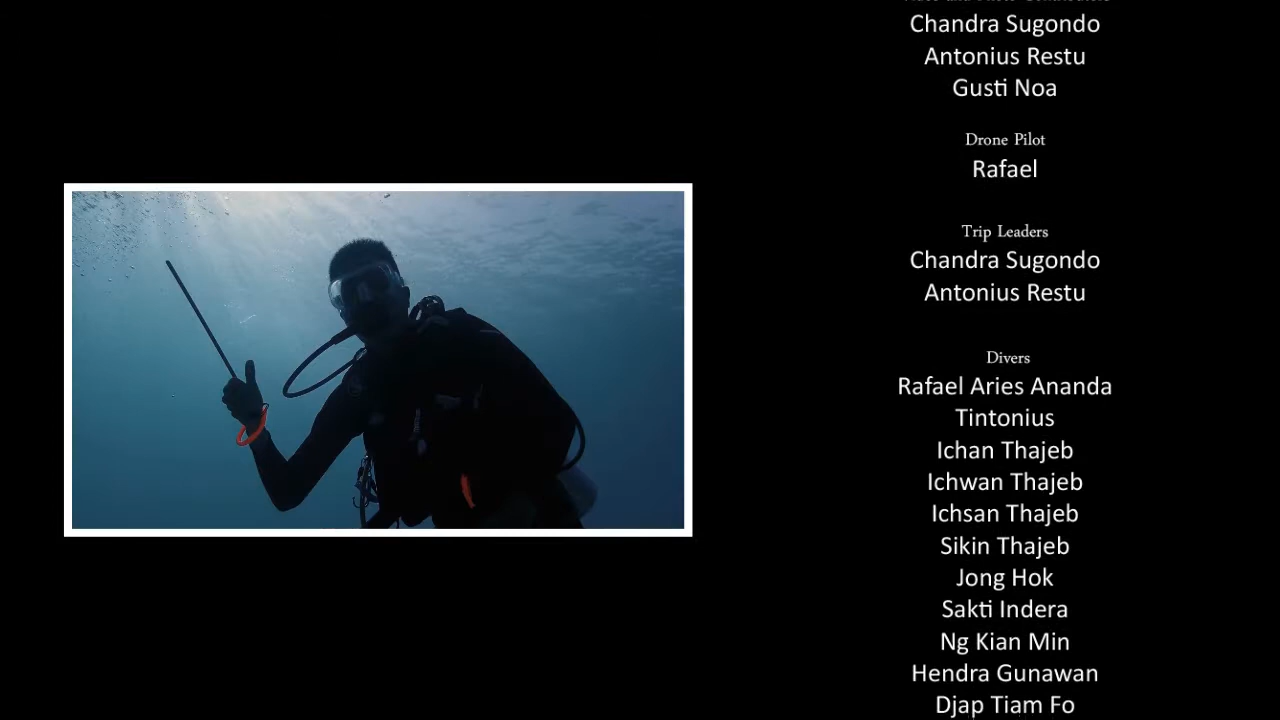 Chandra Sugondo
Antonius Restu
Gusti Noa
Drone Pilot
Rafael
Trip Leaders
Chandra Sugondo
Antonius Restu
Divers
Rafael Aries Ananda
Tintonius
Ichan Thajeb
Ichwan Thajeb
Ichsan Thajeb
Sikin Thajeb
Jong Hok
Sakti Indera
Ng Kian Min
Hendra Gunawan
Djap Tiam Fo